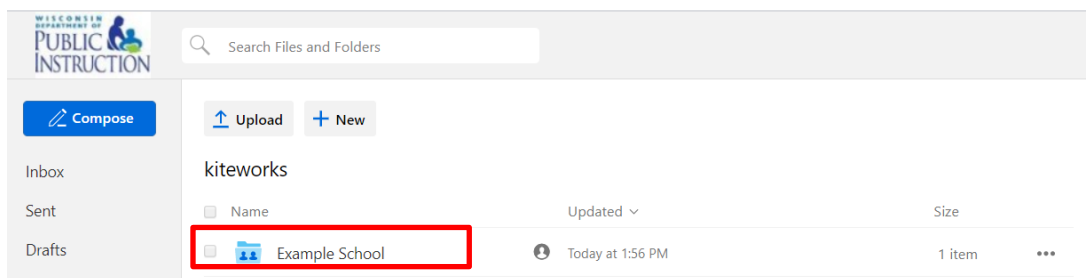 WISCONSIN
DEPARTMENT OF
PUBLIC
INSTRUCTION
Search Files and Folders
Compose
Upload
New
Inbox
kiteworks
Sent
Name Updated Size
Drafts
Example School Today at 1:56 PM 1 item